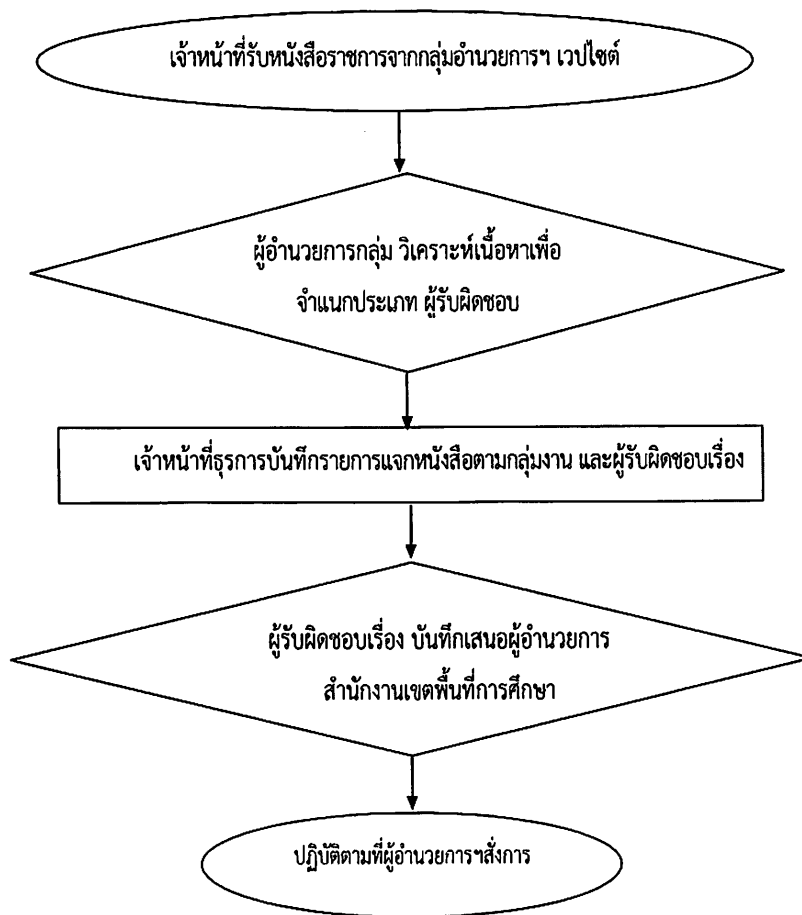 เจ้าหน้าที่รับหนังสือราชการจากกลุ่มอำนวยการฯ เวปไซต์
ผู้อำนวยการกลุ่ม วิเคราะห์เนื้อหาเพื่อ
จำแนกประเภท ผู้รับผิดชอบ
เจ้าหน้าที่ธุรการบันทึกรายการแจกหนังสือตามกลุ่มงาน และผู้รับผิดชอบเรื่อง
ผู้รับผิดชอบเรื่อง บันทึกเสนอผู้อำนวยการ
สำนักงานเขตพื้นที่การศึกษา
ปฏิบัติตามที่ผู้อำนวยการฯสั่งการ